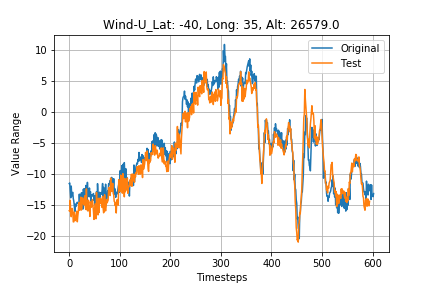 Wind-U_Lat: -40, Long: 35, Alt: 26579.0
Original
Test
Value Range
10
5
0
−5
−10
−15
−20
0 100 200 300 400 500 600
Timesteps